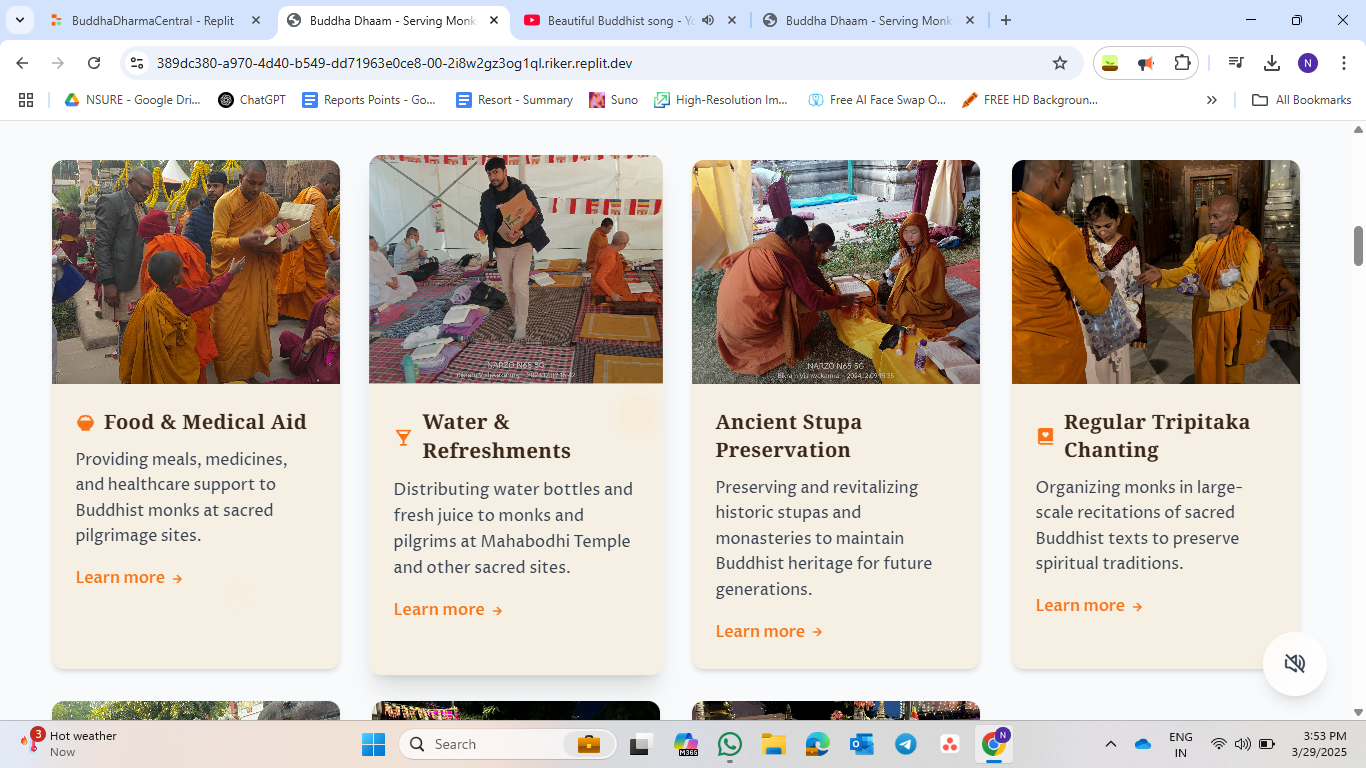 BuddhaDharmaCentral - Replit
Buddha Dhaam - Serving Monk
Beautiful Buddhist song - Yo
Buddha Dhaam - Serving Monk
389dc380-a970-4d40-b549-dd71963e0ce8-00-2i8w2gz3og1ql.riker.replit.dev
N
NSURE - Google Dri...
ChatGPT
Reports Points - Go...
Resort - Summary
Suno
High-Resolution Im...
Free AI Face Swap O...
FREE HD Backgroun...
All Bookmarks
NARZO N65 5G
NARZO N65 5G
Food & Medical Aid
Providing meals, medicines,
and healthcare support to
Buddhist monks at sacred
pilgrimage sites.
Learn more →
Water &
Refreshments
Distributing water bottles and
fresh juice to monks and
pilgrims at Mahabodhi Temple
and other sacred sites.
Learn more →
Ancient Stupa
Preservation
Preserving and revitalizing
historic stupas and
monasteries to maintain
Buddhist heritage for future
generations.
Learn more →
Regular Tripitaka
Chanting
Organizing monks in large-
scale recitations of sacred
Buddhist texts to preserve
spiritual traditions.
Learn more →
3
Hot weather
Now
Search
M365
N
ENG
IN
3:53 PM
3/29/2025